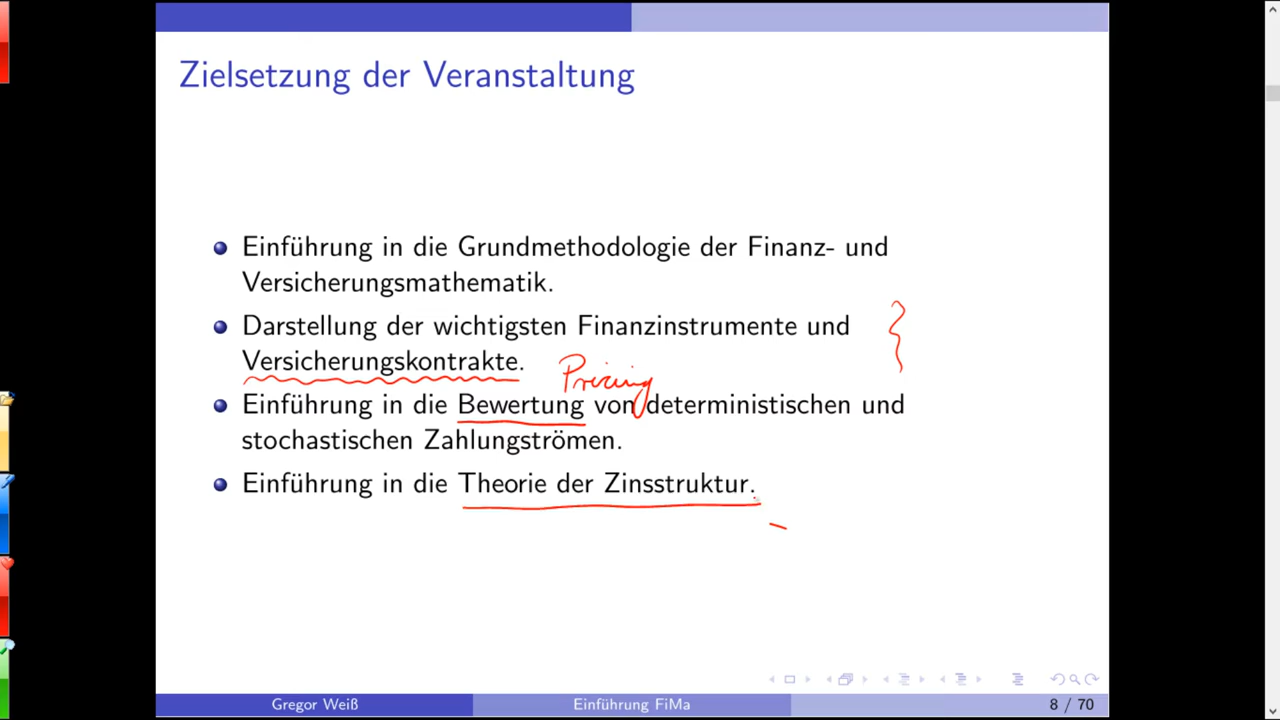 Zielsetzung der Veranstaltung
Einführung in die Grundmethodologie der Finanz- und
Versicherungsmathematik.
Darstellung der wichtigsten Finanzinstrumente und
Versicherungskontrakte.
Pricing
Einführung in die Bewertung von deterministischen und
stochastischen Zahlungströmen.
Einführung in die Theorie der Zinsstruktur.
Gregor Weiß Einführung FiMa 8 / 70